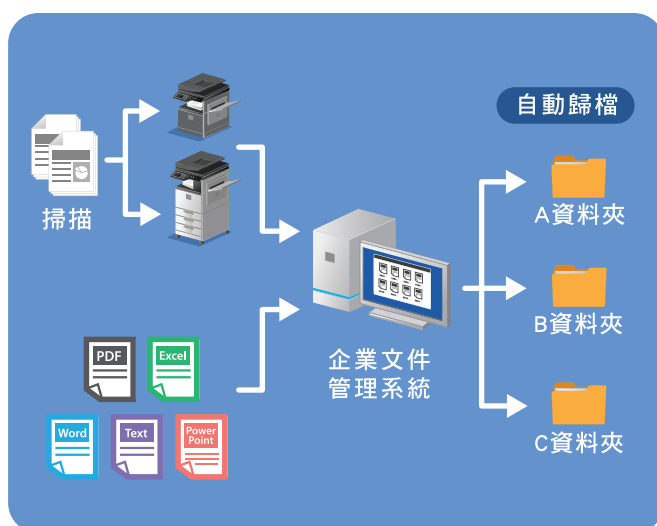 自動歸檔
掃描
A資料夾
B資料夾
C資料夾
企業文件
管理系統
PDF
Excel
Word
Text
Power
Point